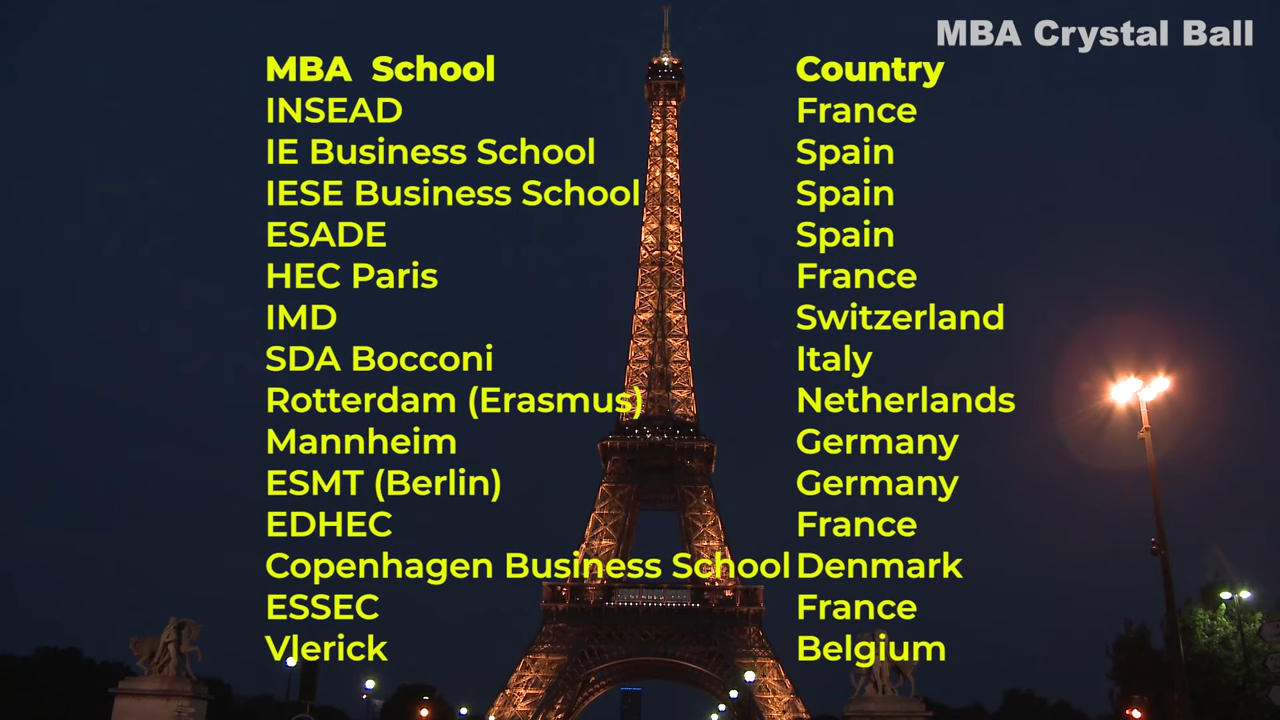 MBA Crystal Ball
MBA School Country
INSEAD France
IE Business School Spain
IESE Business School Spain
ESADE Spain
HEC Paris France
IMD Switzerland
SDA Bocconi Italy
Rotterdam (Erasmus) Netherlands
Mannheim Germany
ESMT (Berlin) Germany
EDHEC France
Copenhagen Business School Denmark
ESSEC France
Vlerick Belgium